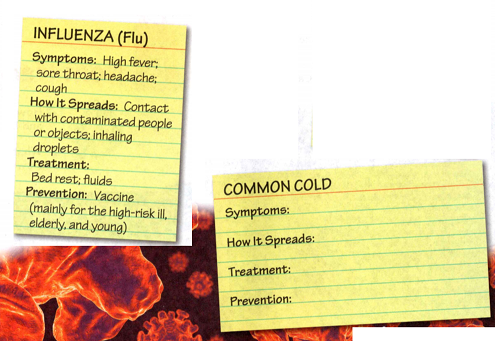 INFLUENZA (Flu)
Symptoms: High fever;
sore throat; headache;
cough
How It Spreads: Contact
with contaminated people
or objects; inhaling
droplets
Treatment:
Bed rest; fluids
Prevention: Vaccine
(mainly for the high-risk ill,
elderly, and young)
COMMON COLD
Symptoms:
How It Spreads:
Treatment:
Prevention: